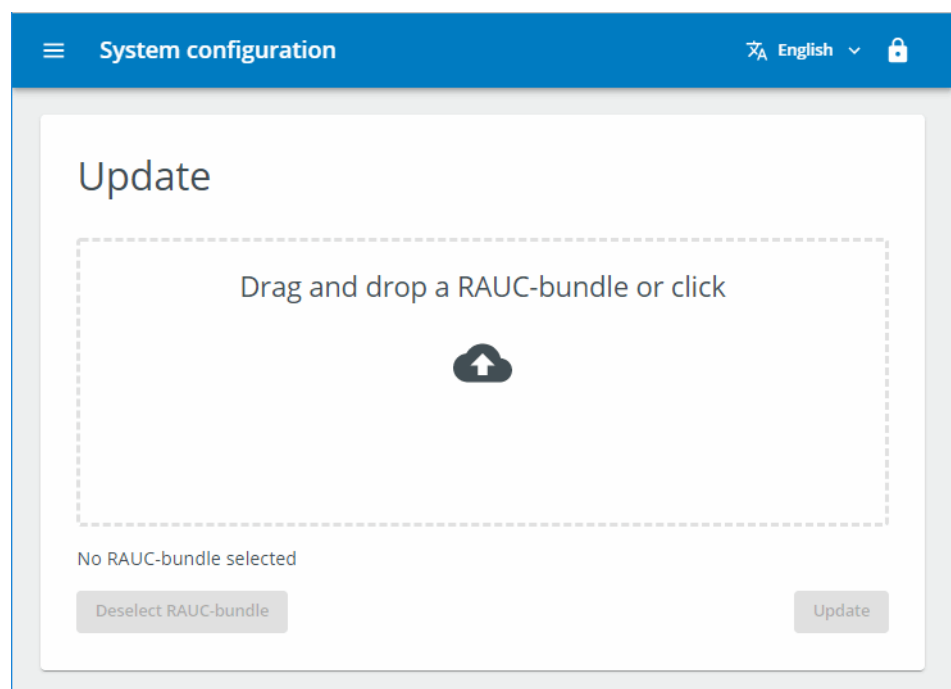 System configuration
English
Update
Drag and drop a RAUC-bundle or click
No RAUC-bundle selected
Deselect RAUC-bundle
Update